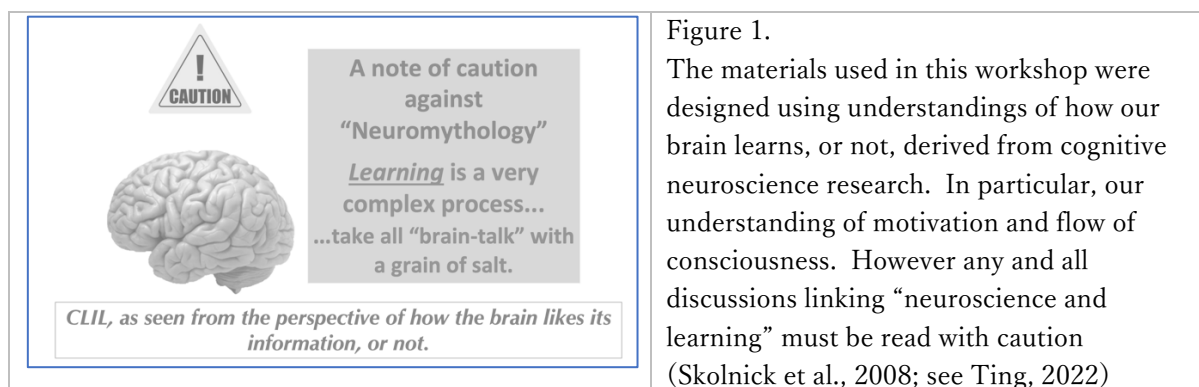 !
CAUTION
A note of caution
against
“Neuromythology”
Learning is a very
complex process...
...take all “brain-talk” with
a grain of salt.
CLIL, as seen from the perspective of how the brain likes its
information, or not.
Figure 1.
The materials used in this workshop were
designed using understandings of how our
brain learns, or not, derived from cognitive
neuroscience research.  In particular, our
understanding of motivation and flow of
consciousness.  However any and all
discussions linking “neuroscience and
learning” must be read with caution
(Skolnick et al., 2008; see Ting, 2022)